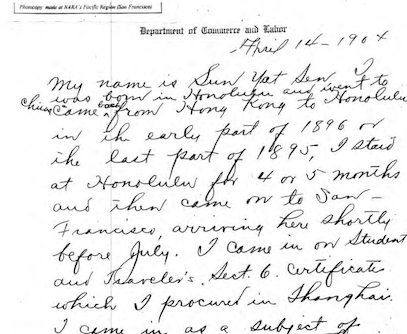 Photocopy made at NARA's Pacific Region (San Francisco)
Department of Commerce and Labor
April 14 - 1904
My name is Sun Yat Sen, I
was born in Honolulu and went to
China
came back from Hong Kong to Honolulu
in the early part of 1896 or
the last part of 1895, I staid
at Honolulu for 4 or 5 months
and then came on to San -
Francisco, arriving here shortly
before July. I came in on Student
and Traveler's Sect. 6. certificate
which I procured in Shanghai.
I came in as a subject of